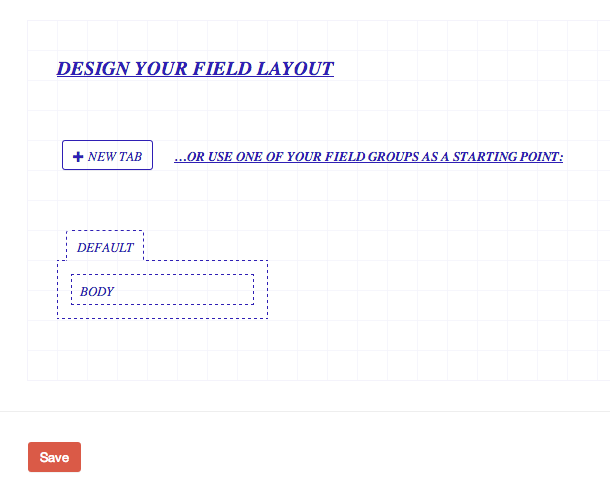 DESIGN YOUR FIELD LAYOUT
NEW TAB
...OR USE ONE OF YOUR FIELD GROUPS AS A STARTING POINT:
DEFAULT
BODY
Save